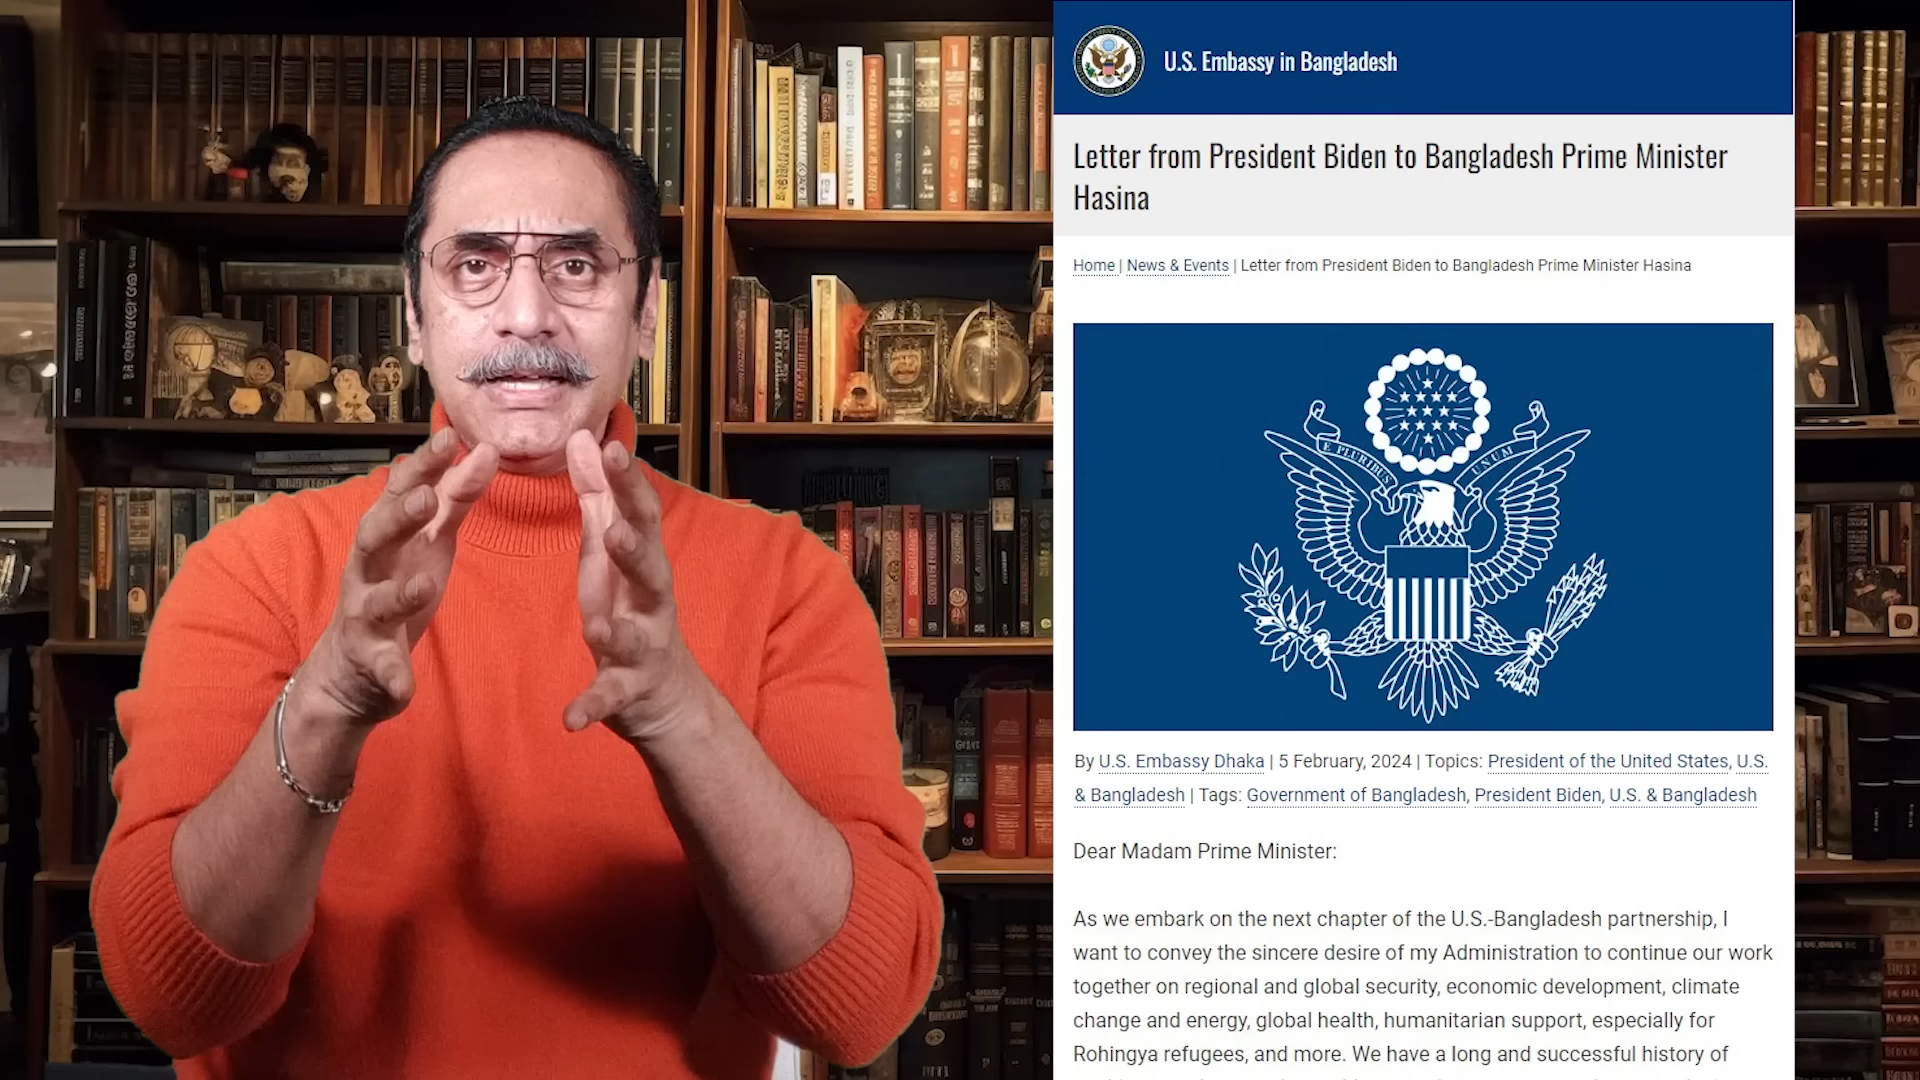 U.S. Embassy in Bangladesh
Letter from President Biden to Bangladesh Prime Minister
Hasina
Home | News & Events | Letter from President Biden to Bangladesh Prime Minister Hasina
E PLURIBUS UNUM
By U.S. Embassy Dhaka | 5 February, 2024 | Topics: President of the United States, U.S.
& Bangladesh | Tags: Government of Bangladesh, President Biden, U.S. & Bangladesh
Dear Madam Prime Minister:
As we embark on the next chapter of the U.S.-Bangladesh partnership, I
want to convey the sincere desire of my Administration to continue our work
together on regional and global security, economic development, climate
change and energy, global health, humanitarian support, especially for
Rohingya refugees, and more. We have a long and successful history of